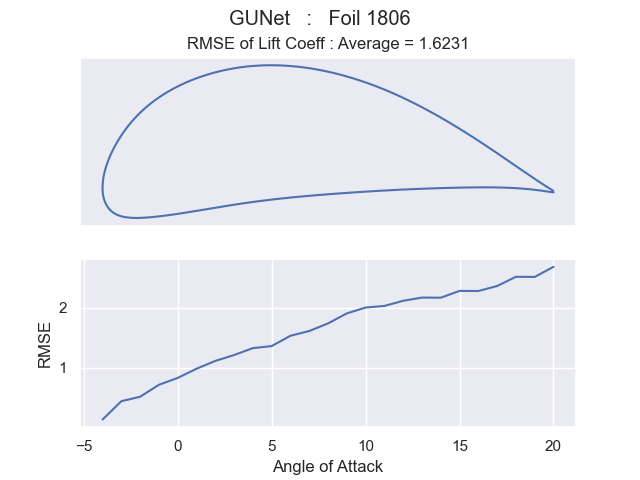 GUNet   :   Foil 1806
RMSE of Lift Coeff : Average = 1.6231
2
1
RMSE
−5 0 5 10 15 20
Angle of Attack